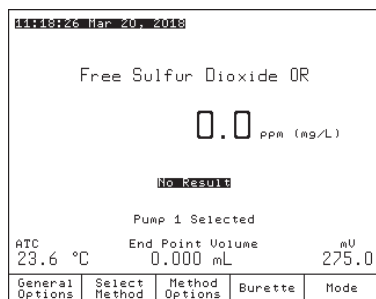 11:18:26 Mar 20, 2018
Free Sulfur Dioxide 0R
0.0 ppm (mg/L)
No Result
Pump 1 Selected
ATC End Point Volume mV
23.6 °C 0.000 mL 275.0
General Options Select Method Method Options Burette Mode